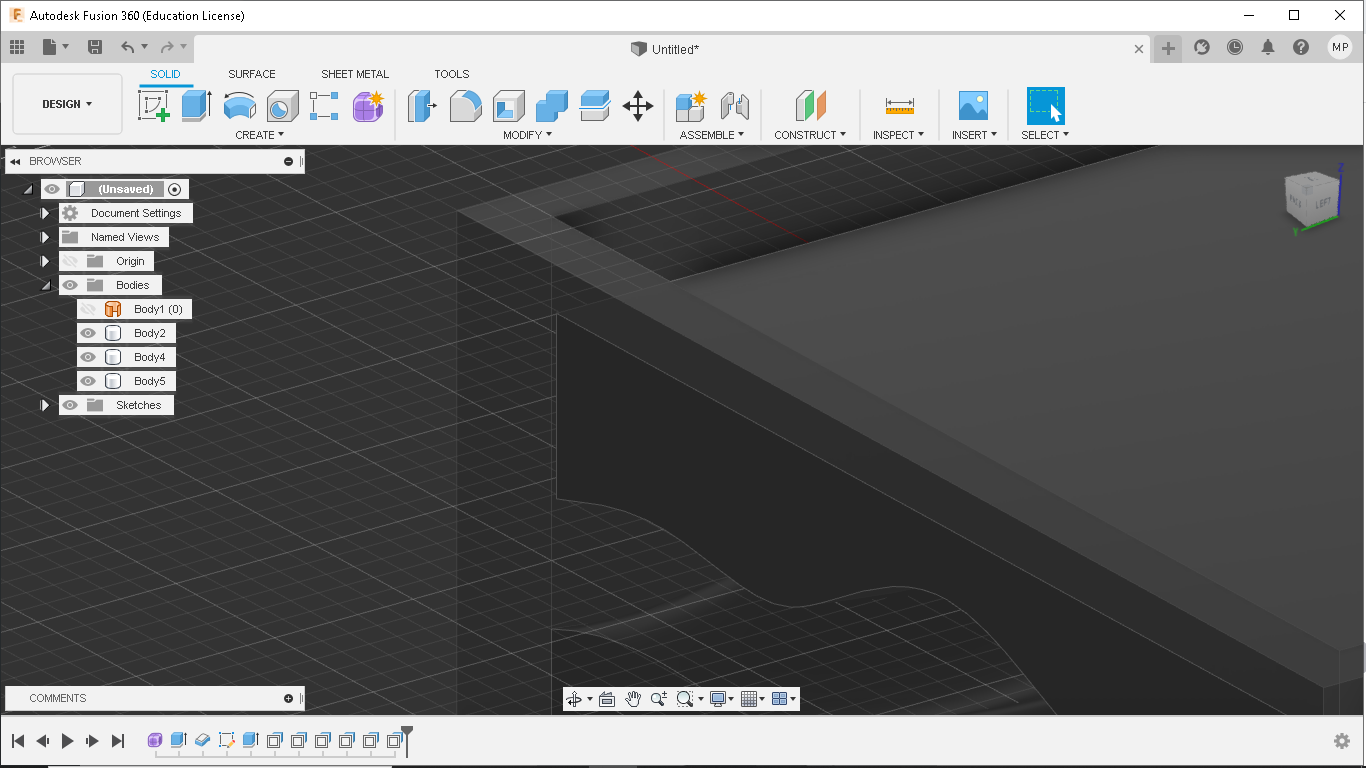 Autodesk Fusion 360 (Education License)
Untitled*
MP
SOLID SURFACE SHEET METAL TOOLS
DESIGN
CREATE MODIFY ASSEMBLE CONSTRUCT INSPECT INSERT SELECT
BROWSER
(Unsaved)
Document Settings
Named Views
Origin
Bodies
Body1 (0)
Body2
Body4
Body5
Sketches
Z
LEFT
Y
COMMENTS